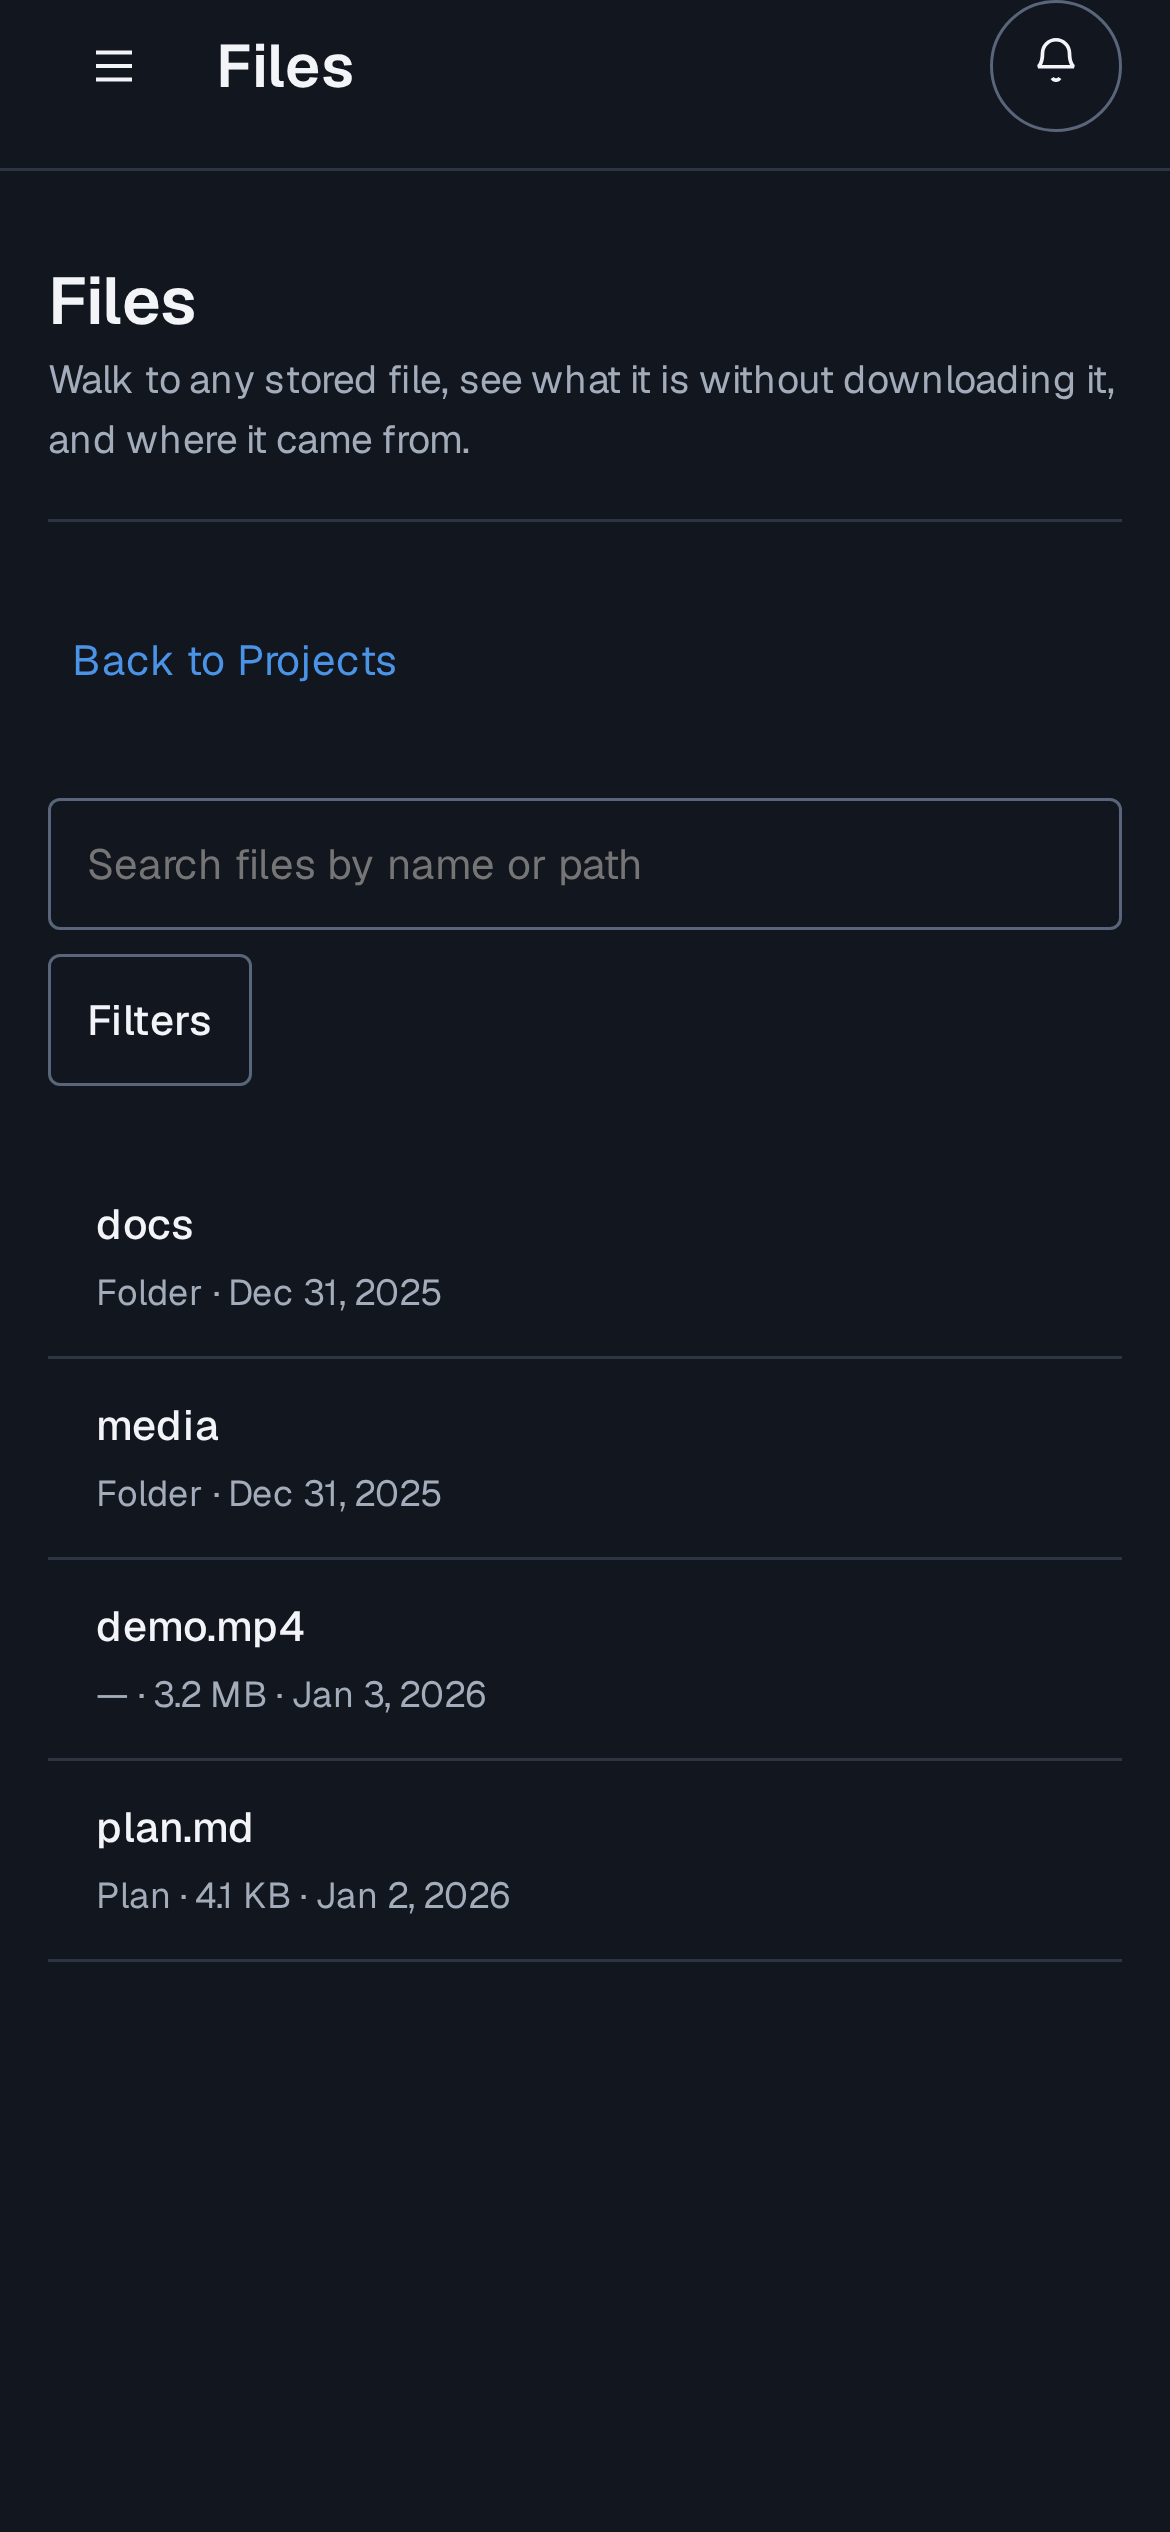 Files
Files
Walk to any stored file, see what it is without downloading it,
and where it came from.
Back to Projects
Search files by name or path
Filters
docs
Folder · Dec 31, 2025
media
Folder · Dec 31, 2025
demo.mp4
— · 3.2 MB · Jan 3, 2026
plan.md
Plan · 4.1 KB · Jan 2, 2026